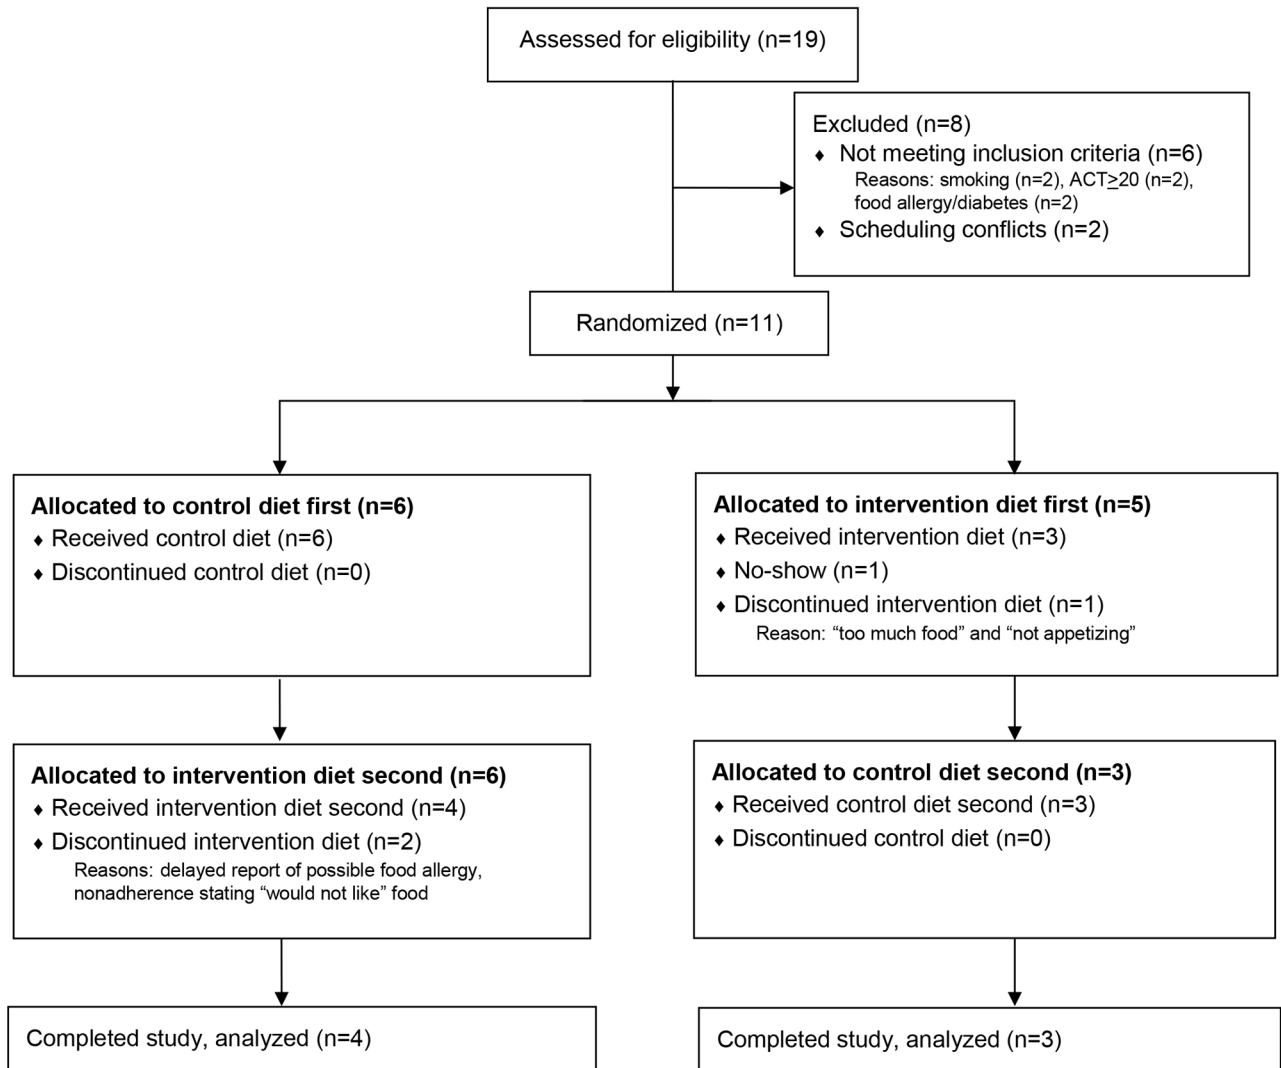 Assessed for eligibility (n=19)
Excluded (n=8)
♦ Not meeting inclusion criteria (n=6)
Reasons: smoking (n=2), ACT≥20 (n=2),
food allergy/diabetes (n=2)
♦ Scheduling conflicts (n=2)
Randomized (n=11)
Allocated to control diet first (n=6)
♦ Received control diet (n=6)
♦ Discontinued control diet (n=0)
Allocated to intervention diet first (n=5)
♦ Received intervention diet (n=3)
♦ No-show (n=1)
♦ Discontinued intervention diet (n=1)
Reason: “too much food” and “not appetizing”
Allocated to intervention diet second (n=6)
♦ Received intervention diet second (n=4)
♦ Discontinued intervention diet (n=2)
Reasons: delayed report of possible food allergy,
nonadherence stating “would not like” food
Allocated to control diet second (n=3)
♦ Received control diet second (n=3)
♦ Discontinued control diet (n=0)
Completed study, analyzed (n=4)
Completed study, analyzed (n=3)